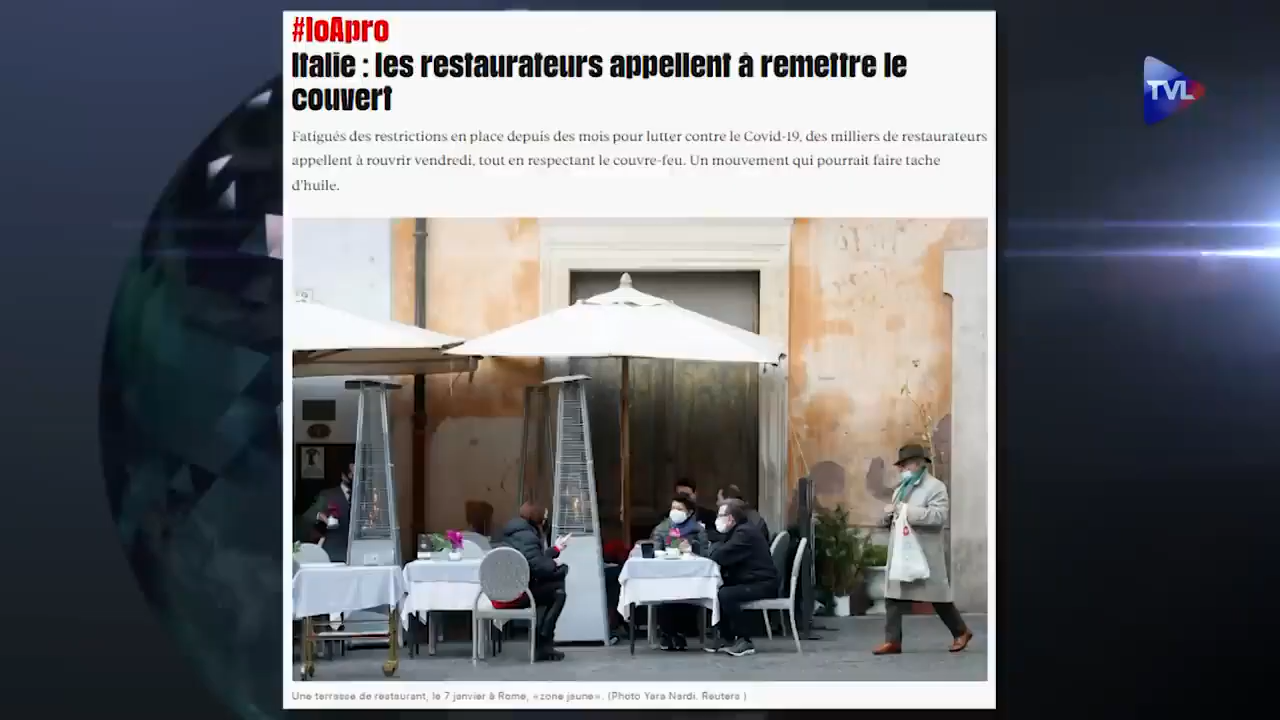 #IoApro
Italie : les restaurateurs appellent à remettre le
couvert
Fatigués des restrictions en place depuis des mois pour lutter contre le Covid-19, des milliers de restaurateurs
appellent à rouvrir vendredi, tout en respectant le couvre-feu. Un mouvement qui pourrait faire tache
d'huile.
Une terrasse de restaurant, le 7 janvier à Rome, «zone jaune». (Photo Yara Nardi. Reuters )
TVL